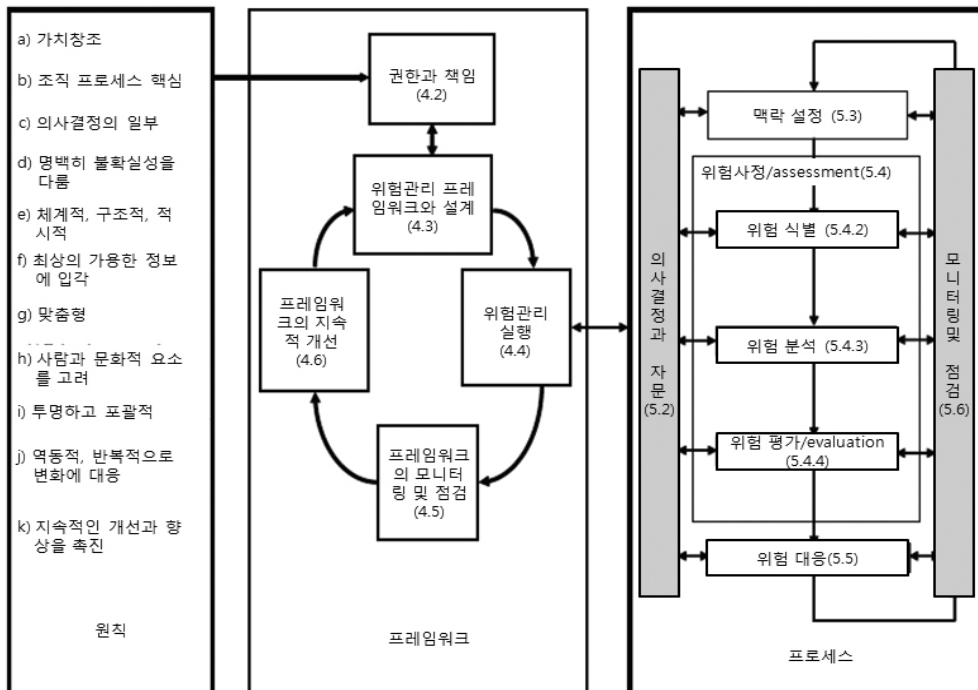 a) 가치창조
b) 조직 프로세스 핵심
c) 의사결정의 일부
d) 명백히 불확실성을
다룸
e) 체계적, 구조적, 적
시적
f) 최상의 가용한 정보
에 입각
g) 맞춤형
h) 사람과 문화적 요소
를 고려
i) 투명하고 포괄적
j) 역동적, 반복적으로
변화에 대응
k) 지속적인 개선과 향
상을 촉진
원칙
권한과 책임
(4.2)
위험관리 프레
임워크와 설계
(4.3)
프레임워
크의 지속
적 개선
(4.6)
위험관리
실행
(4.4)
프레임워크
의 모니터
링 및 점검
(4.5)
프레임워크
의사결정과 자문
(5.2)
맥락 설정 (5.3)
위험사정/assessment(5.4)
위험 식별 (5.4.2)
위험 분석 (5.4.3)
위험 평가/evaluation
(5.4.4)
위험 대응(5.5)
모니터링및 점검
(5.6)
프로세스